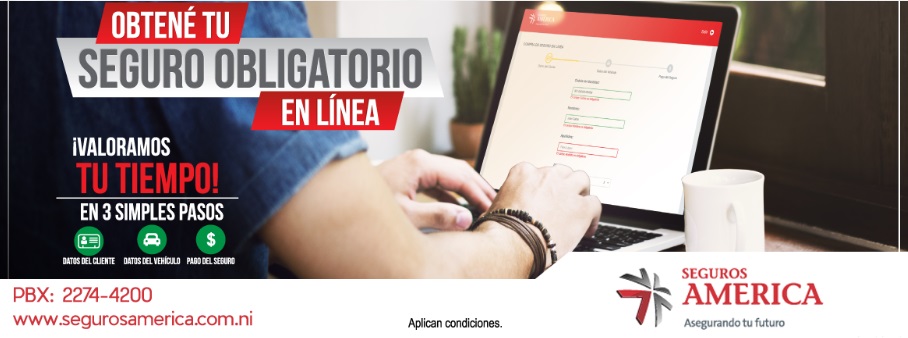 OBTENÉ TU
SEGURO OBLIGATORIO
EN LÍNEA
¡VALORAMOS
TU TIEMPO!
EN 3 SIMPLES PASOS
DATOS DEL CLIENTE
DATOS DEL VEHÍCULO
$
PAGO DEL SEGURO
PBX: 2274-4200
www.segurosamerica.com.ni
Aplican condiciones.
SEGUROS
AMERICA
Asegurando tu futuro